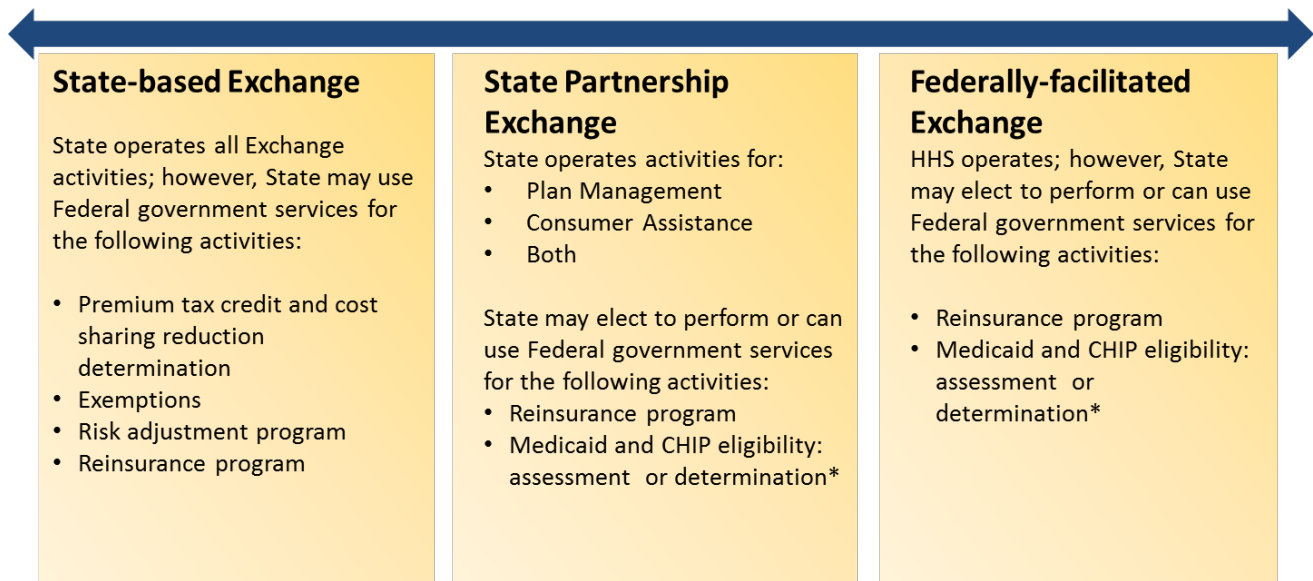 State-based Exchange
State operates all Exchange
activities; however, State may use
Federal government services for
the following activities:
• Premium tax credit and cost
sharing reduction
determination
• Exemptions
• Risk adjustment program
• Reinsurance program
State Partnership
Exchange
State operates activities for:
• Plan Management
• Consumer Assistance
• Both
State may elect to perform or can
use Federal government services
for the following activities:
• Reinsurance program
• Medicaid and CHIP eligibility:
assessment or determination*
Federally-facilitated
Exchange
HHS operates; however, State
may elect to perform or can use
Federal government services for
the following activities:
• Reinsurance program
• Medicaid and CHIP eligibility:
assessment or
determination*